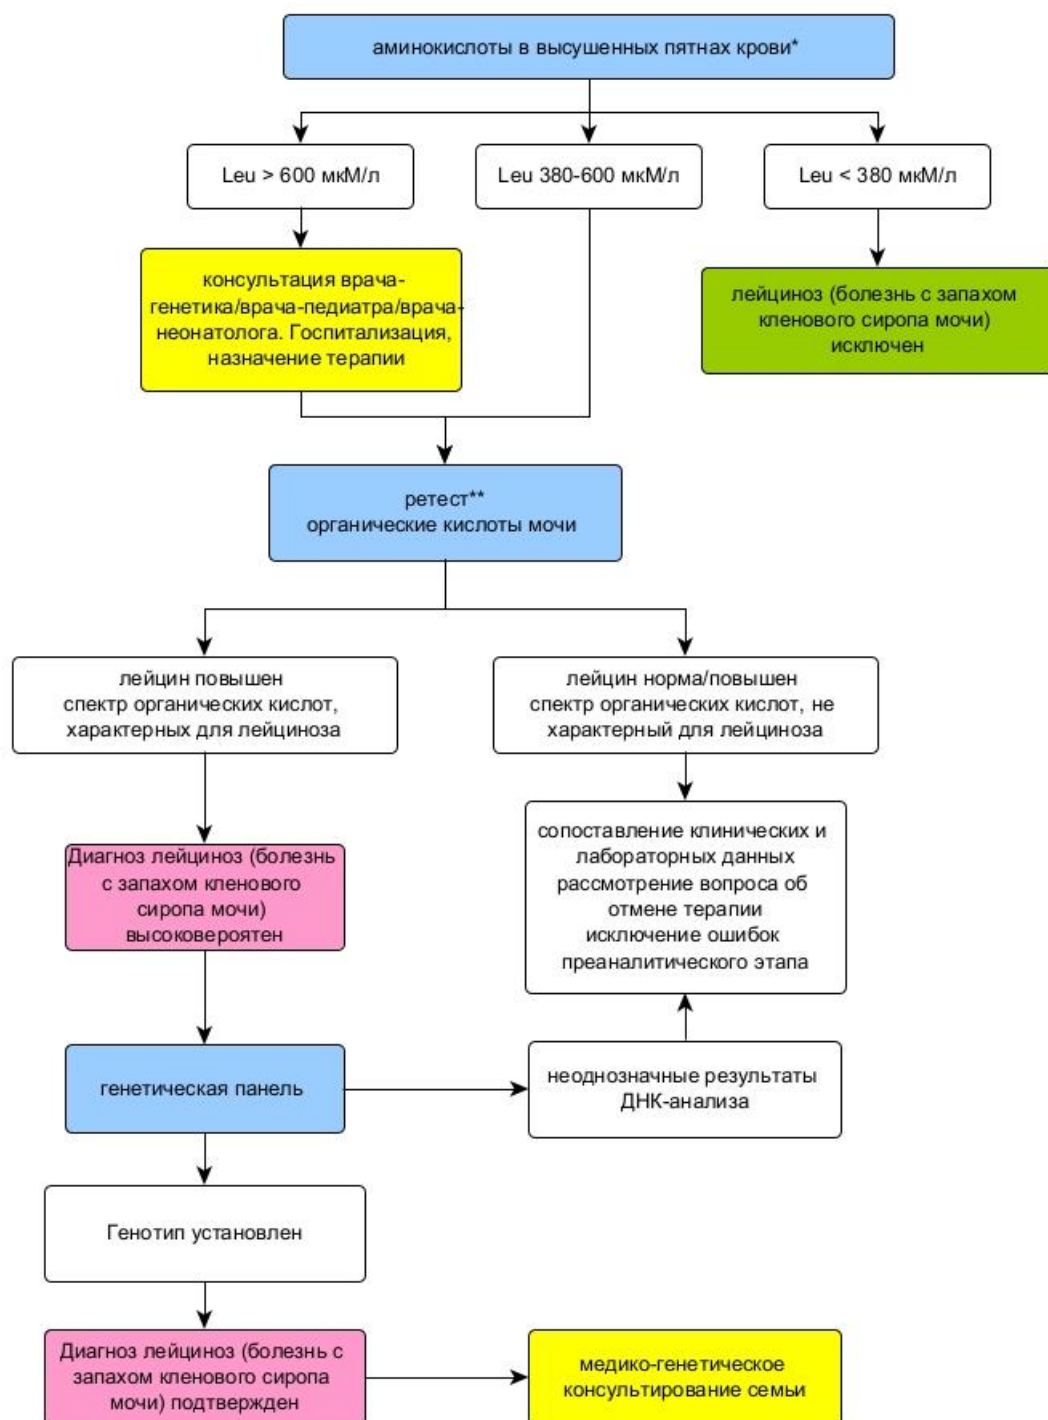 аминокислоты в высушенных пятнах крови*
Leu > 600 мкМ/л
Leu 380-600 мкМ/л
Leu < 380 мкМ/л
консультация врача-
генетика/врача-педиатра/врача-
неонатолога. Госпитализация,
назначение терапии
лейциноз (болезнь с запахом
кленового сиропа мочи)
исключен
ретест**
органические кислоты мочи
лейцин повышен
спектр органических кислот,
характерных для лейциноза
лейцин норма/повышен
спектр органических кислот, не
характерный для лейциноза
сопоставление клинических и
лабораторных данных
рассмотрение вопроса об
отмене терапии
исключение ошибок
преаналитического этапа
Диагноз лейциноз (болезнь
с запахом кленового
сиропа мочи)
высоковероятен
генетическая панель
неоднозначные результаты
ДНК-анализа
Генотип установлен
Диагноз лейциноз (болезнь с
запахом кленового сиропа
мочи) подтвержден
медико-генетическое
консультирование семьи